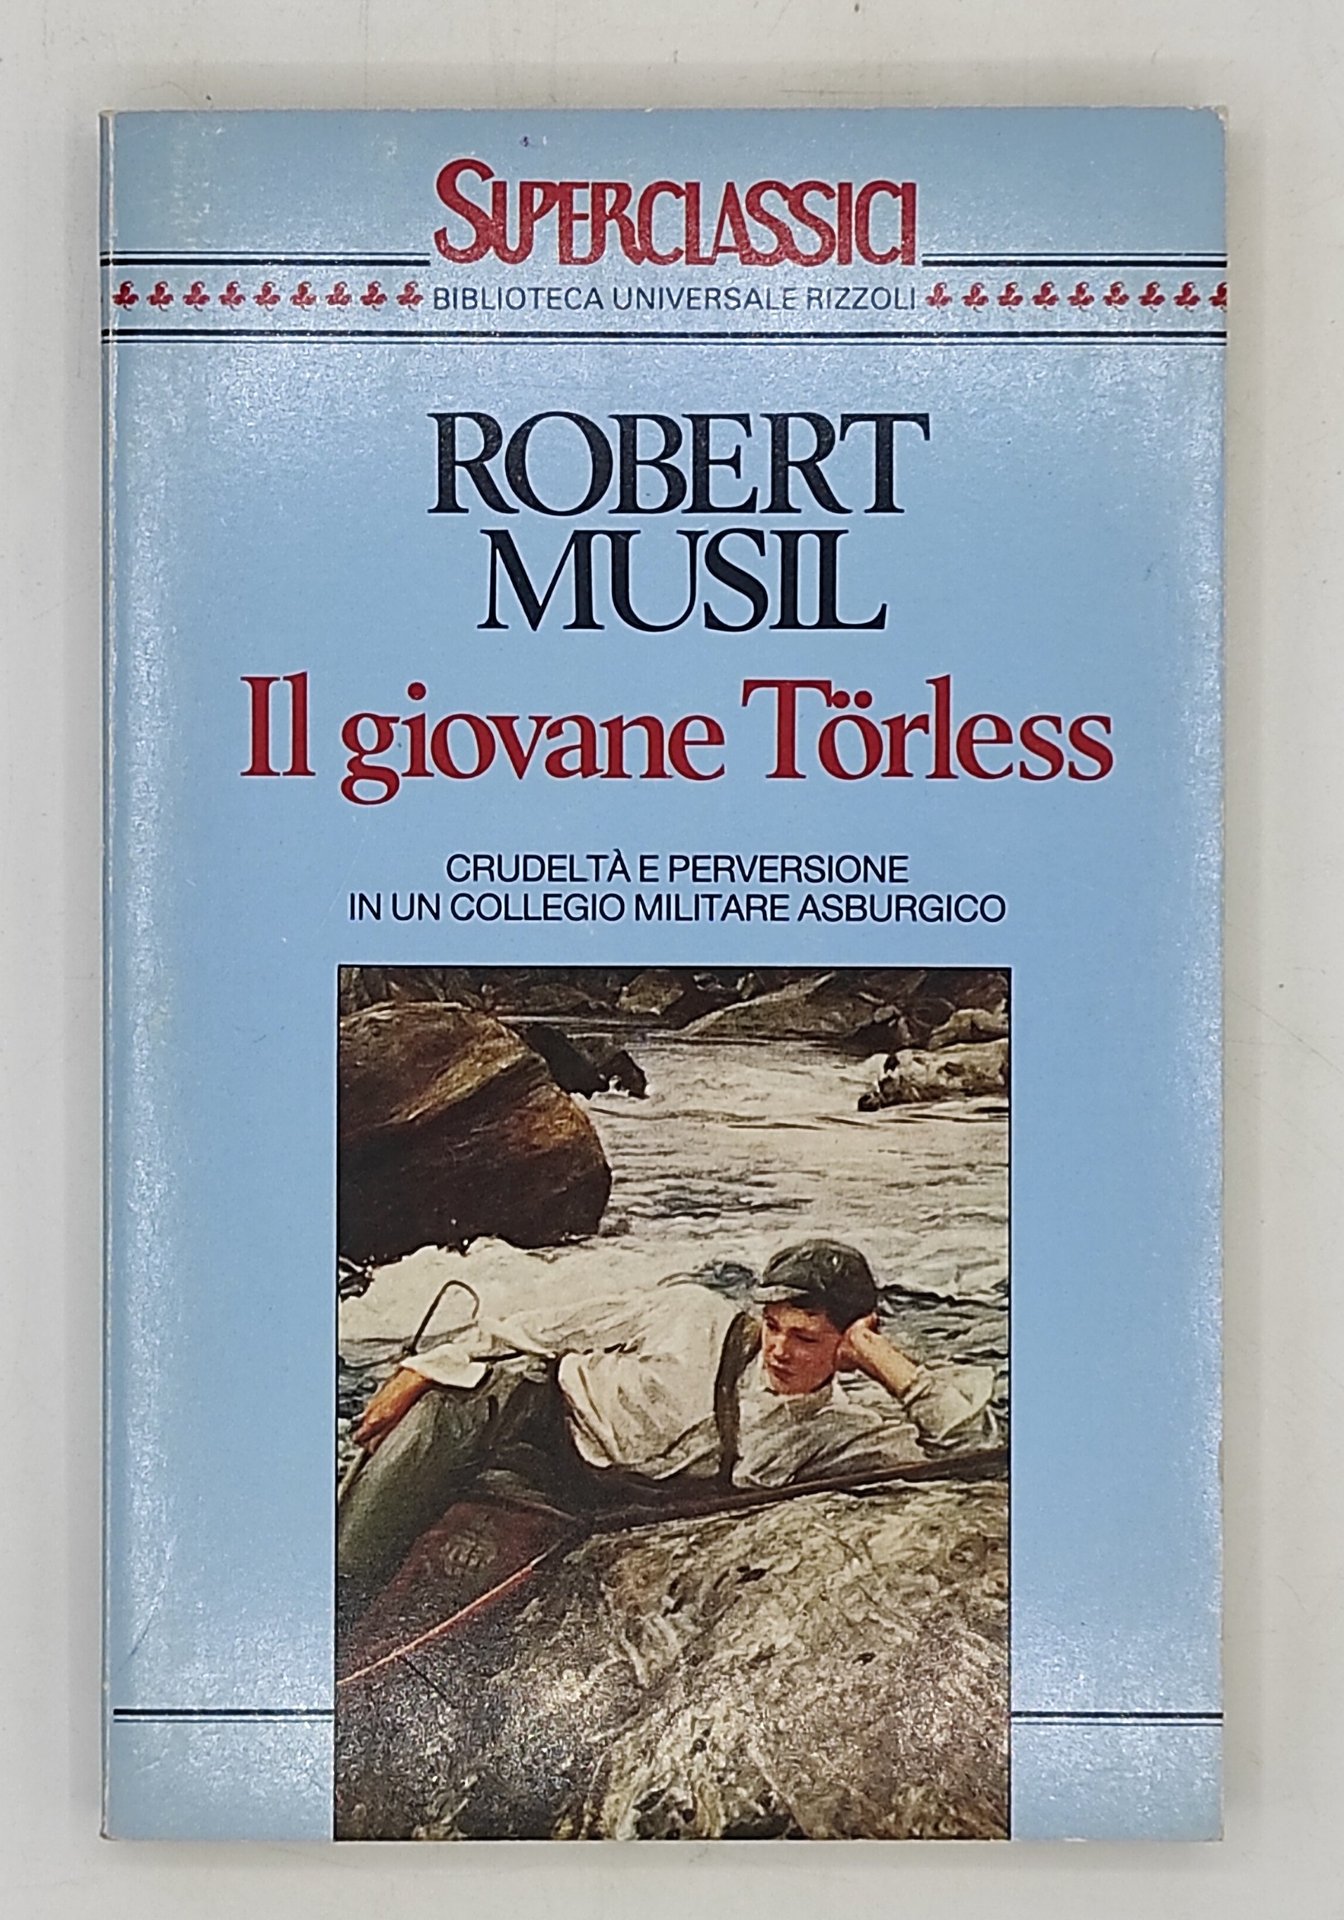 SUPERCLASSICI
BIBLIOTECA UNIVERSALE RIZZOLI
ROBERT
MUSIL
Il giovane Törless
CRUDELTÀ E PERVERSIONE
IN UN COLLEGIO MILITARE ASBURGICO